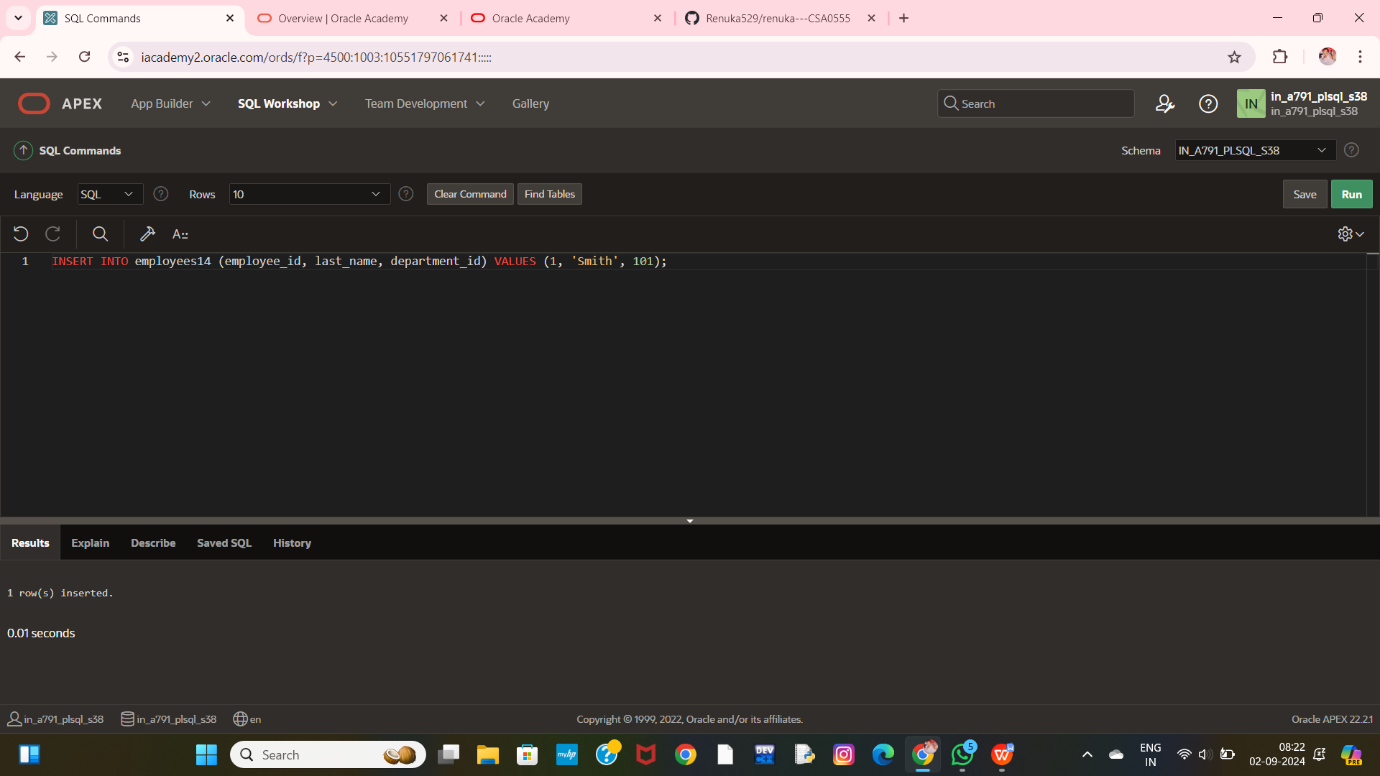 SQL Commands
Overview | Oracle Academy
Oracle Academy
Renuka529/renuka---CSA0555
iacademy2.oracle.com/ords/f?p=4500:1003:10551797061741:::::
APEX
App Builder
SQL Workshop
Team Development
Gallery
Search
IN
in_a791_plsql_s38
in_a791_plsql_s38
SQL Commands
Schema
IN_A791_PLSQL_S38
Language
SQL
Rows
10
Clear Command
Find Tables
Save
Run
A::
1 INSERT INTO employees14 (employee_id, last_name, department_id) VALUES (1, 'Smith', 101);
Results
Explain
Describe
Saved SQL
History
1 row(s) inserted.
0.01 seconds
in_a791_plsql_s38
in_a791_plsql_s38
en
Copyright © 1999, 2022, Oracle and/or its affiliates.
Oracle APEX 22.2.1
Search
myhp
DEV
5
W
ENG
IN
08:22
02-09-2024
PRE